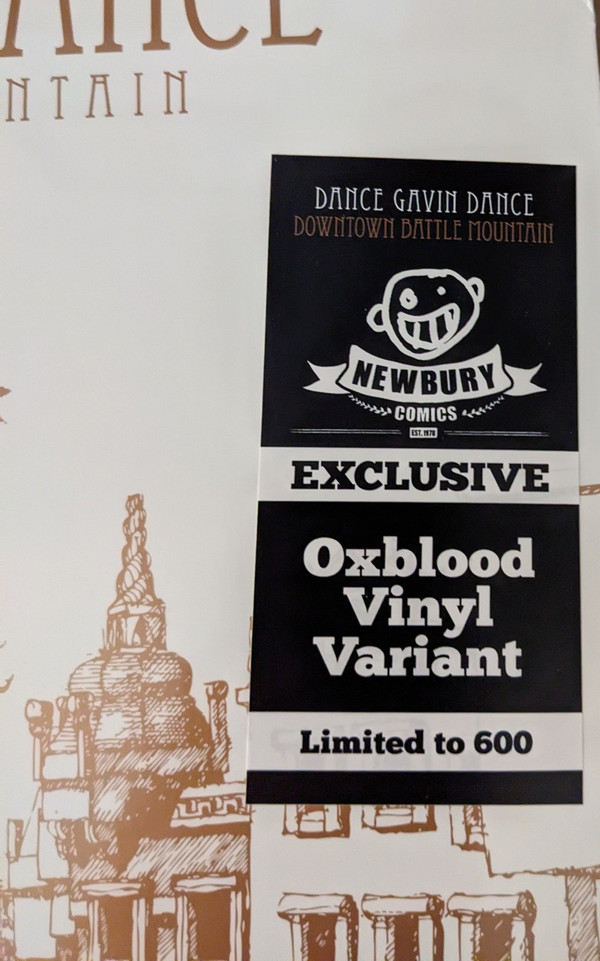 ANCE
NTAIN
DANCE GAVIN DANCE
DOWNTOWN BATTLE MOUNTAIN
NEWBURY
COMICS
EST. 1978
EXCLUSIVE
Oxblood
Vinyl
Variant
Limited to 600